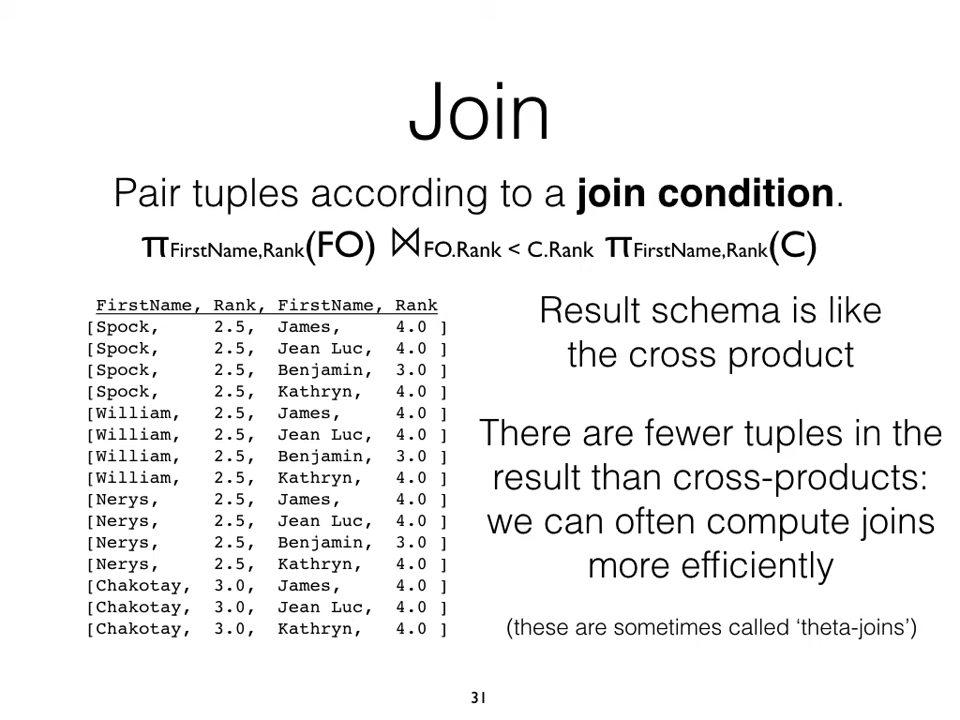 Join
Pair tuples according to a join condition.
πFirstName,Rank(FO) ⋈FO.Rank < C.Rank πFirstName,Rank(C)
FirstName, Rank, FirstName, Rank
[Spock, 2.5, James, 4.0 ]
[Spock, 2.5, Jean Luc, 4.0 ]
[Spock, 2.5, Benjamin, 3.0 ]
[Spock, 2.5, Kathryn, 4.0 ]
[William, 2.5, James, 4.0 ]
[William, 2.5, Jean Luc, 4.0 ]
[William, 2.5, Benjamin, 3.0 ]
[William, 2.5, Kathryn, 4.0 ]
[Nerys, 2.5, James, 4.0 ]
[Nerys, 2.5, Jean Luc, 4.0 ]
[Nerys, 2.5, Benjamin, 3.0 ]
[Nerys, 2.5, Kathryn, 4.0 ]
[Chakotay, 3.0, James, 4.0 ]
[Chakotay, 3.0, Jean Luc, 4.0 ]
[Chakotay, 3.0, Kathryn, 4.0 ]
Result schema is like
the cross product
There are fewer tuples in the
result than cross-products:
we can often compute joins
more efficiently
(these are sometimes called ‘theta-joins’)
31